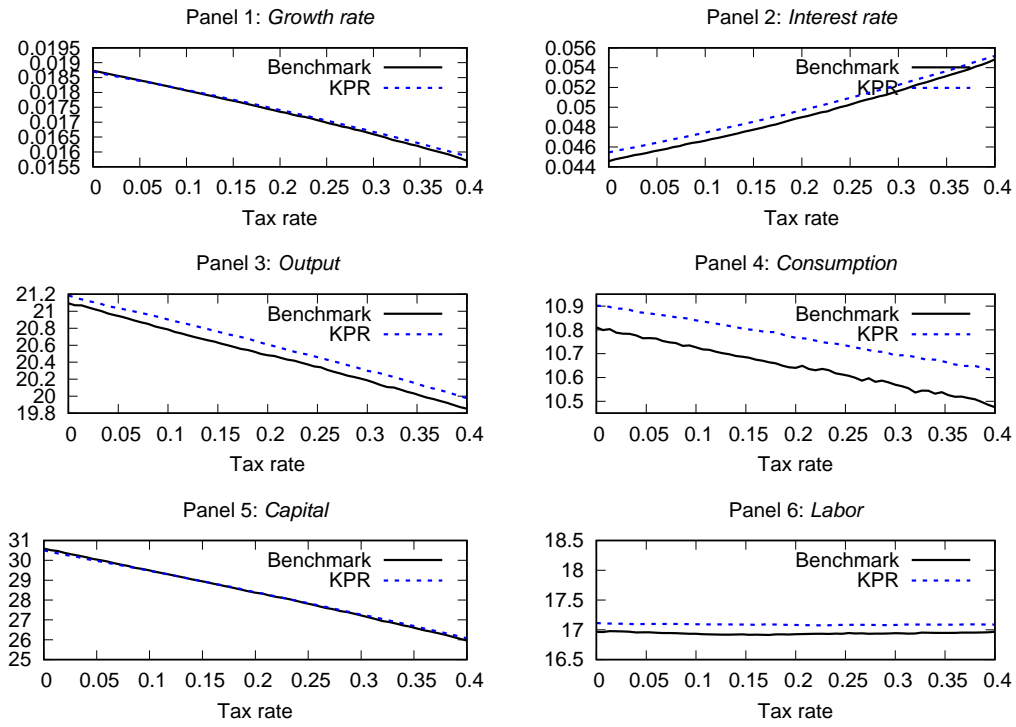 Panel 1: Growth rate
0.0195
0.019
0.0185
0.018
0.0175
0.017
0.0165
0.016
0.0155
Benchmark
KPR
0 0.05 0.1 0.15 0.2 0.25 0.3 0.35 0.4
Tax rate
Panel 2: Interest rate
0.056
0.054
0.052
0.05
0.048
0.046
0.044
Benchmark
KPR
0 0.05 0.1 0.15 0.2 0.25 0.3 0.35 0.4
Tax rate
Panel 3: Output
21.2
21
20.8
20.6
20.4
20.2
20
19.8
Benchmark
KPR
0 0.05 0.1 0.15 0.2 0.25 0.3 0.35 0.4
Tax rate
Panel 4: Consumption
10.9
10.8
10.7
10.6
10.5
Benchmark
KPR
0 0.05 0.1 0.15 0.2 0.25 0.3 0.35 0.4
Tax rate
Panel 5: Capital
31
30
29
28
27
26
25
Benchmark
KPR
0 0.05 0.1 0.15 0.2 0.25 0.3 0.35 0.4
Tax rate
Panel 6: Labor
18.5
18
17.5
17
16.5
Benchmark
KPR
0 0.05 0.1 0.15 0.2 0.25 0.3 0.35 0.4
Tax rate